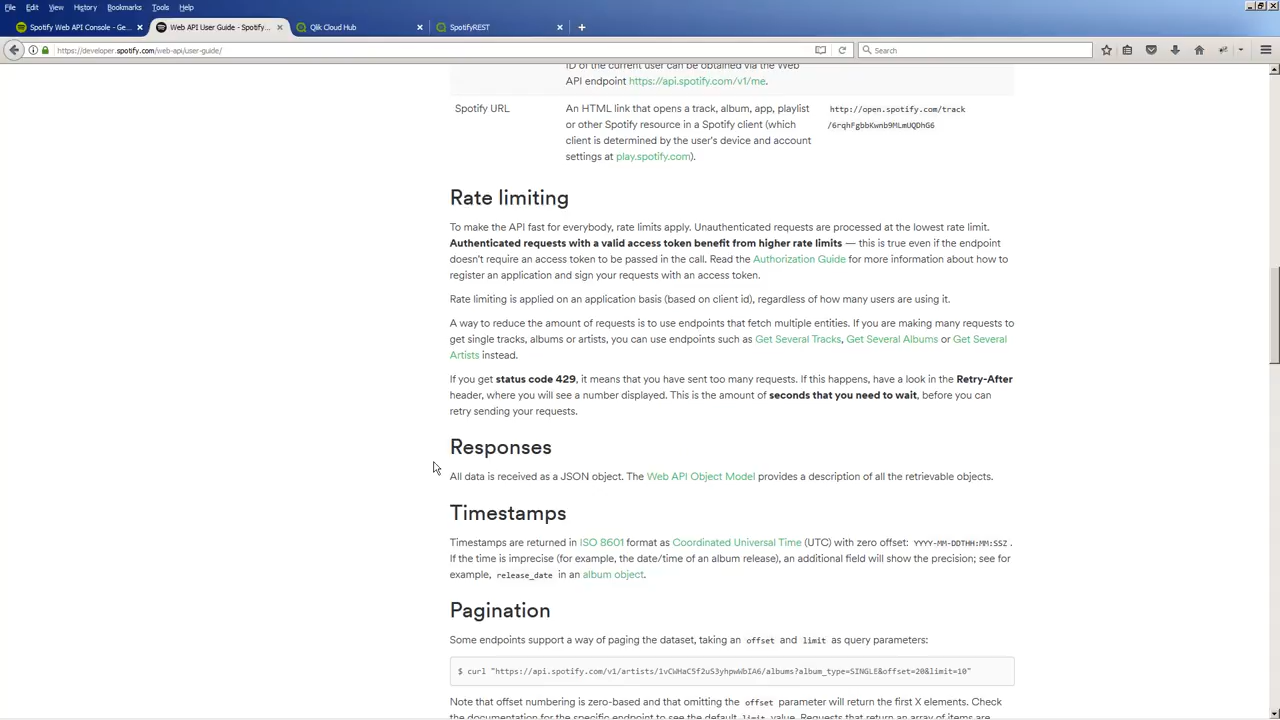 File Edit View History Bookmarks Tools Help
Spotify Web API Console - Ge... × Web API User Guide - Spotify... × Qlik Cloud Hub × SpotifyREST × +
https://developer.spotify.com/web-api/user-guide/ Search
ID of the current user can be obtained via the Web
API endpoint https://api.spotify.com/v1/me.
Spotify URL An HTML link that opens a track, album, app, playlist http://open.spotify.com/track
or other Spotify resource in a Spotify client (which /6rqhFgbbKwnb9MLmUQDhG6
client is determined by the user's device and account
settings at play.spotify.com).
Rate limiting
To make the API fast for everybody, rate limits apply. Unauthenticated requests are processed at the lowest rate limit.
Authenticated requests with a valid access token benefit from higher rate limits — this is true even if the endpoint
doesn't require an access token to be passed in the call. Read the Authorization Guide for more information about how to
register an application and sign your requests with an access token.
Rate limiting is applied on an application basis (based on client id), regardless of how many users are using it.
A way to reduce the amount of requests is to use endpoints that fetch multiple entities. If you are making many requests to
get single tracks, albums or artists, you can use endpoints such as Get Several Tracks, Get Several Albums or Get Several
Artists instead.
If you get status code 429, it means that you have sent too many requests. If this happens, have a look in the Retry-After
header, where you will see a number displayed. This is the amount of seconds that you need to wait, before you can
retry sending your requests.
Responses
All data is received as a JSON object. The Web API Object Model provides a description of all the retrievable objects.
Timestamps
Timestamps are returned in ISO 8601 format as Coordinated Universal Time (UTC) with zero offset: YYYY-MM-DDTHH:MM:SSZ.
If the time is imprecise (for example, the date/time of an album release), an additional field will show the precision; see for
example, release_date in an album object.
Pagination
Some endpoints support a way of paging the dataset, taking an offset and limit as query parameters:
$ curl "https://api.spotify.com/v1/artists/1vCWHaC5f2uS3yhpwWbIA6/albums?album_type=SINGLE&offset=20&limit=10"
Note that offset numbering is zero-based and that omitting the offset parameter will return the first X elements. Check
the documentation for the specific endpoint to see the default limit value. Requests that return an array of items are